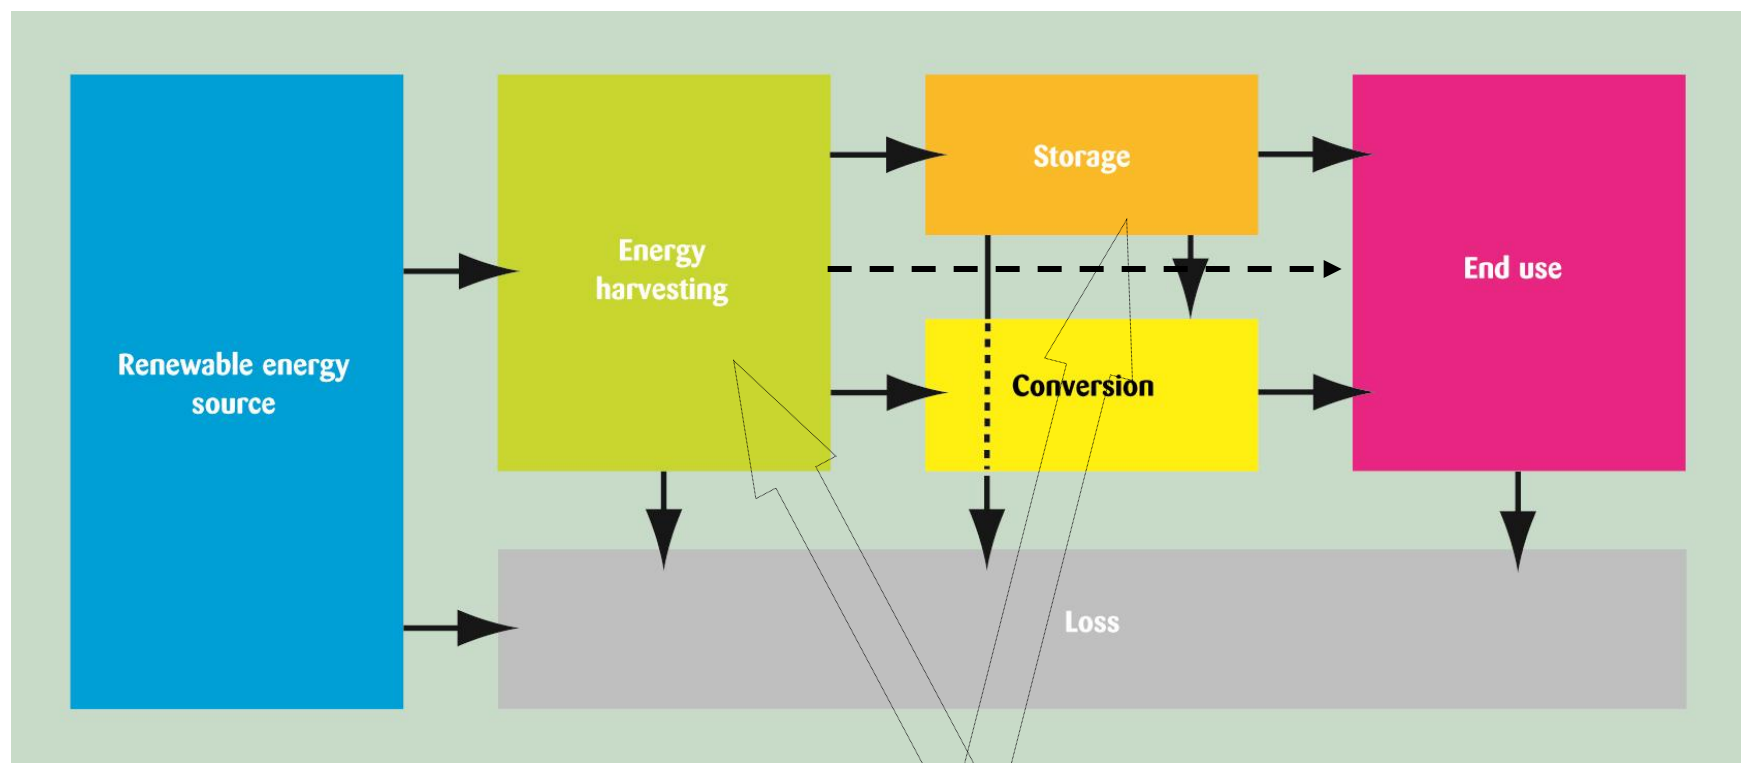 Renewable energy
source
Energy
harvesting
Storage
Conversion
End use
Loss